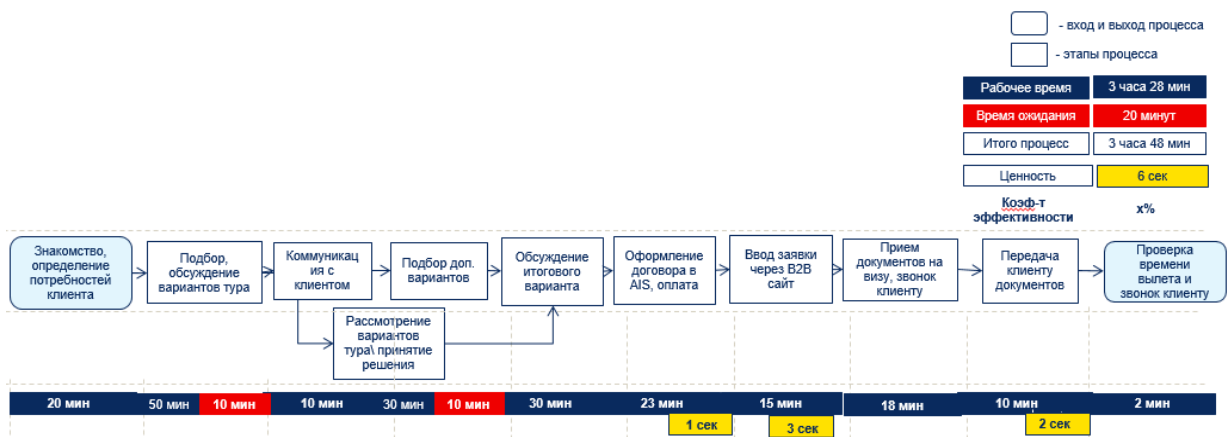 - вход и выход процесса
- этапы процесса
Рабочее время
3 часа 28 мин
Время ожидания
20 минут
Итого процесс
3 часа 48 мин
Ценность
6 сек
Коэф-т
эффективности
x%
Знакомство,
определение
потребностей
клиента
Подбор,
обсуждение
вариантов тура
Коммуникац
ия с
клиентом
Подбор доп.
вариантов
Обсуждение
итогового
варианта
Оформление
договора в
AIS, оплата
Ввод заявки
через B2B
сайт
Прием
документов на
визу, звонок
клиенту
Передача
клиенту
документов
Проверка
времени
вылета и
звонок клиенту
Рассмотрение
вариантов
тура\ принятие
решения
20 мин
50 мин
10 мин
10 мин
30 мин
10 мин
30 мин
23 мин
15 мин
18 мин
10 мин
2 мин
1 сек
3 сек
2 сек